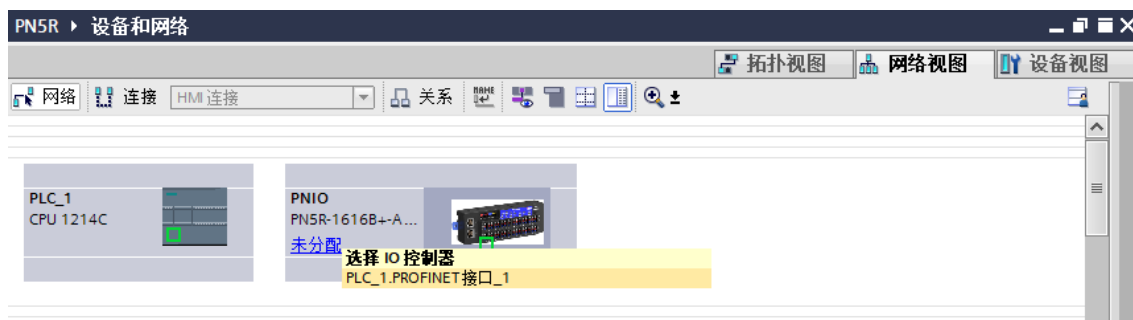 PN5R ▸ 设备和网络
拓扑视图 网络视图 设备视图
网络 连接 HMI 连接 关系
PLC_1
CPU 1214C
PNIO
PN5R-1616B+-A...
未分配
选择 IO 控制器
PLC_1.PROFINET接口_1